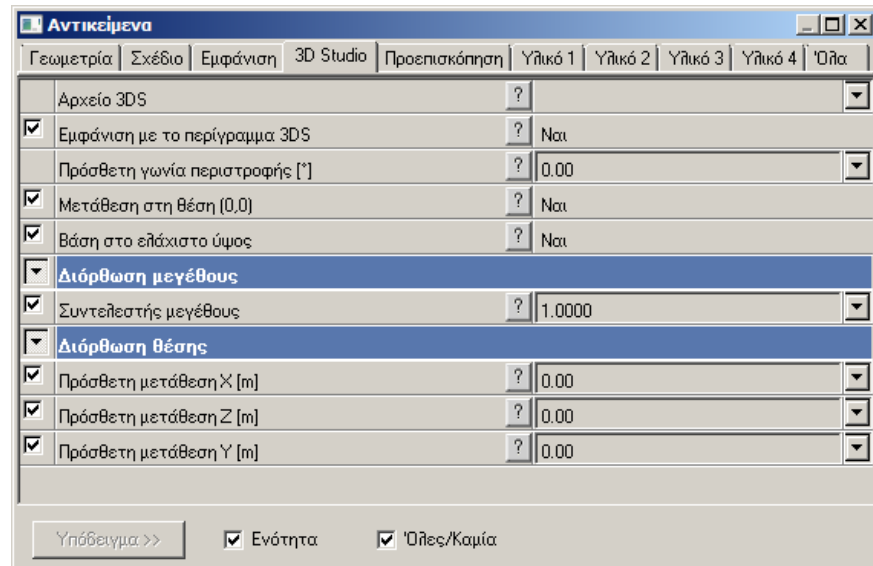 Αντικείμενα
Γεωμετρία Σχέδιο Εμφάνιση 3D Studio Προεπισκόπηση Υλικό 1 Υλικό 2 Υλικό 3 Υλικό 4 Όλα
Αρχείο 3DS ?
Εμφάνιση με το περίγραμμα 3DS ? Ναι
Πρόσθετη γωνία περιστροφής [°] ? 0.00
Μετάθεση στη θέση (0,0) ? Ναι
Βάση στο ελάχιστο ύψος ? Ναι
Διόρθωση μεγέθους
Συντελεστής μεγέθους ? 1.0000
Διόρθωση θέσης
Πρόσθετη μετάθεση X [m] ? 0.00
Πρόσθετη μετάθεση Z [m] ? 0.00
Πρόσθετη μετάθεση Y [m] ? 0.00
Υπόδειγμα >> Ενότητα Όλες/Καμία